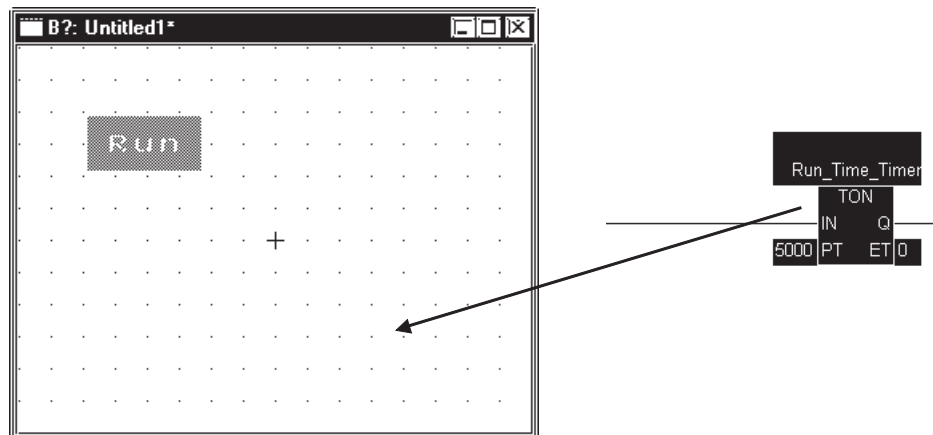 B?: Untitled1*
Run
Run_Time_Timer
TON
IN Q
5000 PT ET 0